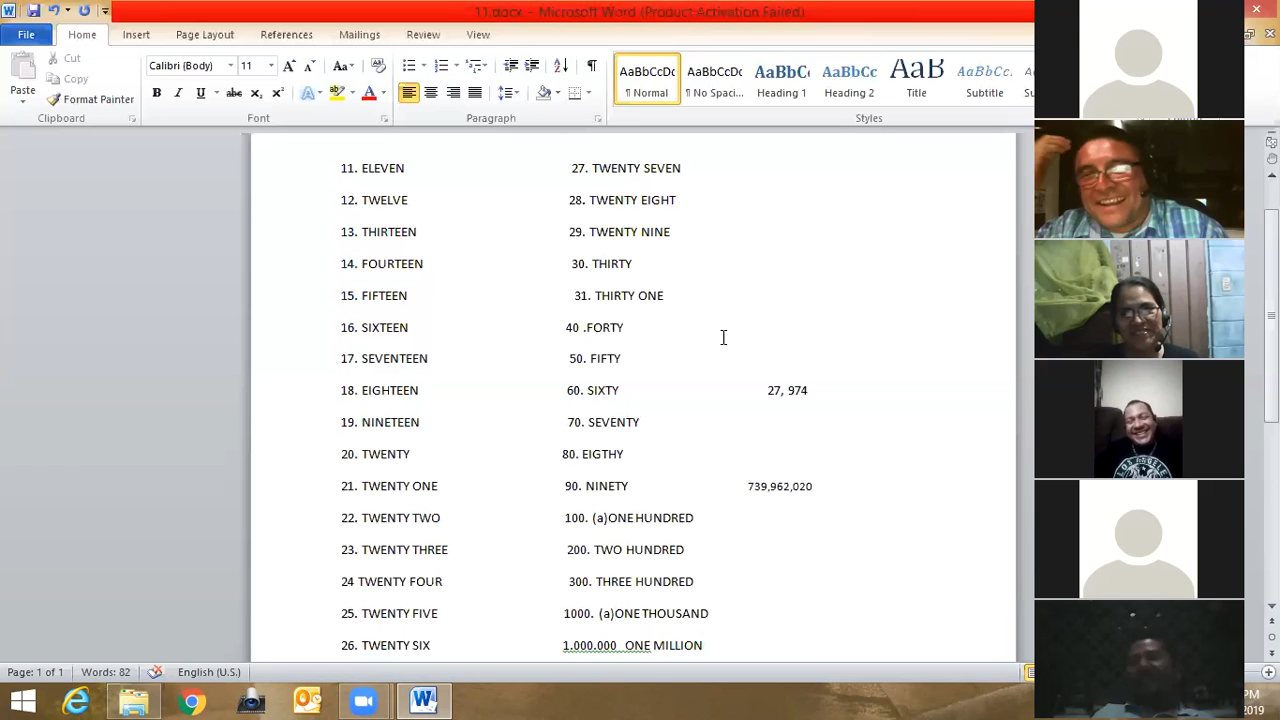 11.docx - Microsoft Word (Product Activation Failed)
File Home Insert Page Layout References Mailings Review View
Paste
Cut
Copy
Format Painter
Clipboard
Calibri (Body) 11
Font
Paragraph
AaBbCcDc AaBbCcDc AaBbCc AaBbCc AaB AaBbCc.
¶ Normal ¶ No Spaci... Heading 1 Heading 2 Title Subtitle
Styles
11. ELEVEN 27. TWENTY SEVEN
12. TWELVE 28. TWENTY EIGHT
13. THIRTEEN 29. TWENTY NINE
14. FOURTEEN 30. THIRTY
15. FIFTEEN 31. THIRTY ONE
16. SIXTEEN 40 .FORTY
17. SEVENTEEN 50. FIFTY
18. EIGHTEEN 60. SIXTY 27, 974
19. NINETEEN 70. SEVENTY
20. TWENTY 80. EIGTHY
21. TWENTY ONE 90. NINETY 739,962,020
22. TWENTY TWO 100. (a)ONE HUNDRED
23. TWENTY THREE 200. TWO HUNDRED
24 TWENTY FOUR 300. THREE HUNDRED
25. TWENTY FIVE 1000. (a)ONE THOUSAND
26. TWENTY SIX 1.000.000 ONE MILLION
Page: 1 of 1 Words: 82 English (U.S.)
PM
2019
LOS ANGELES